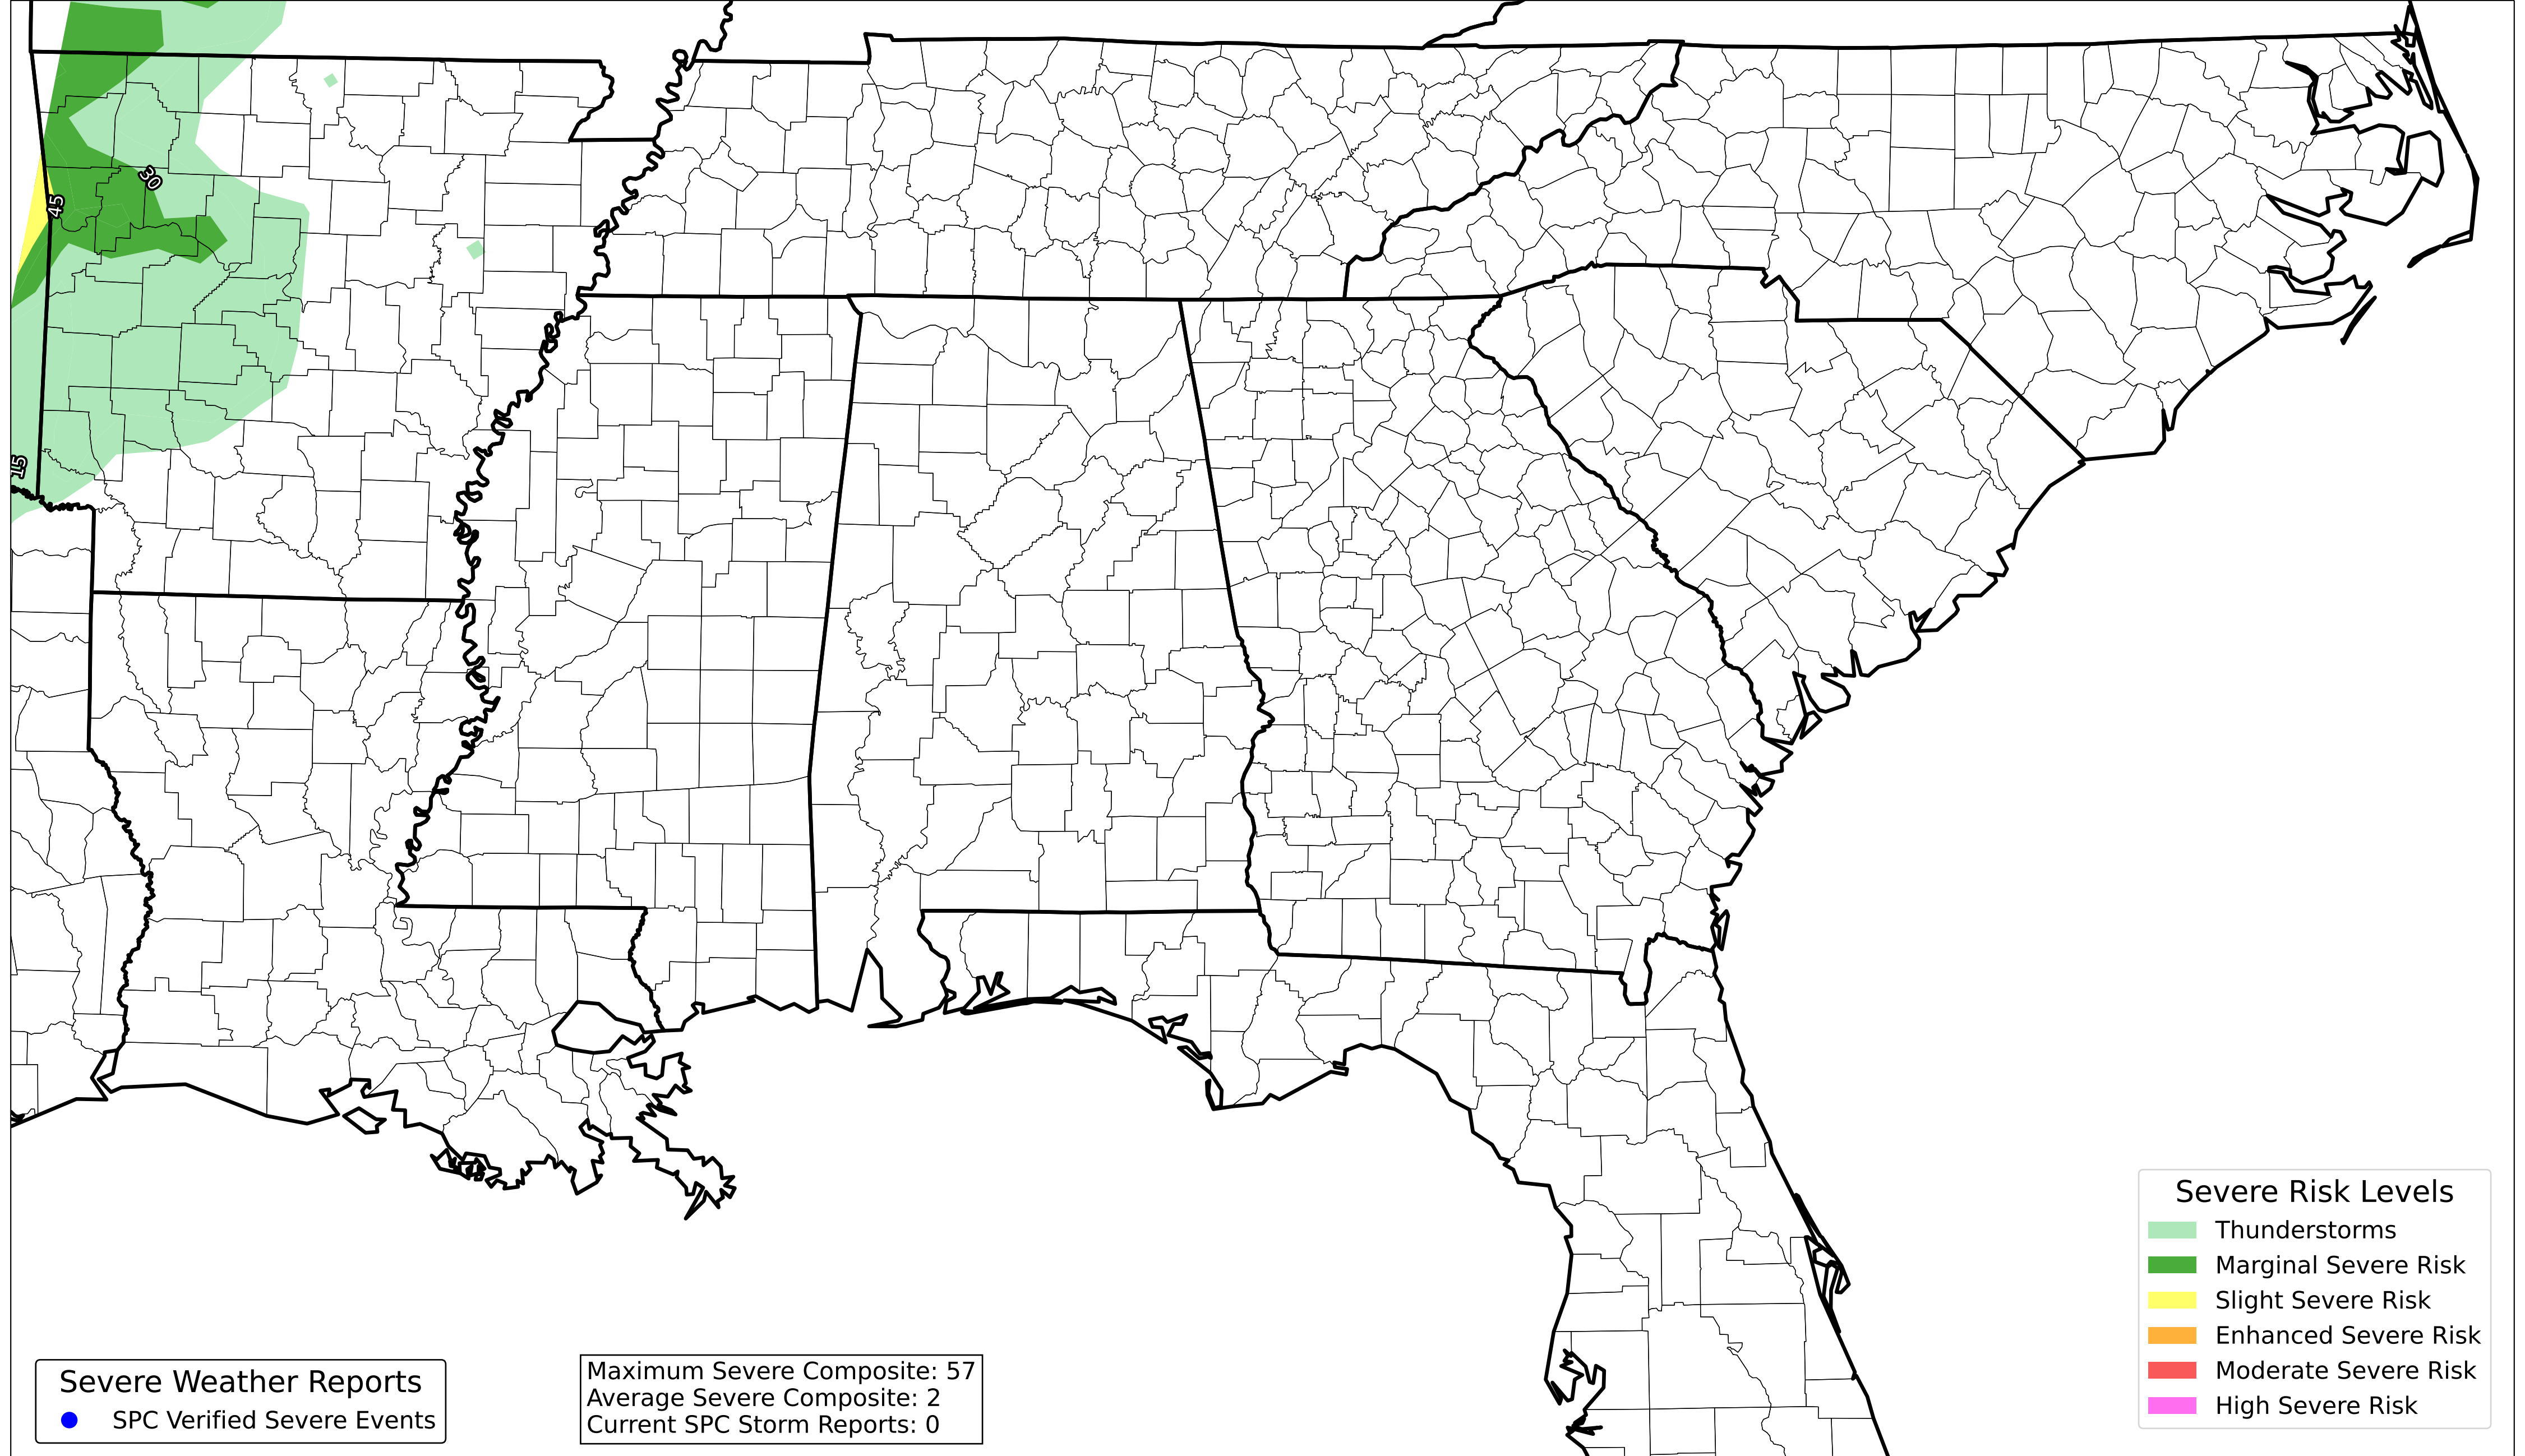 30
45
15
Severe Risk Levels
Thunderstorms
Marginal Severe Risk
Slight Severe Risk
Enhanced Severe Risk
Moderate Severe Risk
High Severe Risk
Severe Weather Reports
SPC Verified Severe Events
Maximum Severe Composite: 57
Average Severe Composite: 2
Current SPC Storm Reports: 0